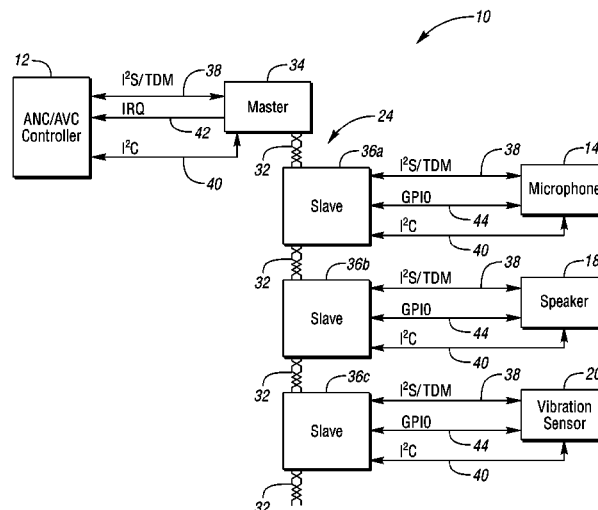 10
12
I²S/TDM
38
34
ANC/AVC
Controller
IRQ
42
Master
I²C
40
24
32
36a
I²S/TDM
38
14
Slave
GPIO
44
Microphone
I²C
40
32
36b
I²S/TDM
38
18
Slave
GPIO
44
Speaker
I²C
40
32
36c
I²S/TDM
38
20
Slave
GPIO
44
Vibration
Sensor
I²C
40
32